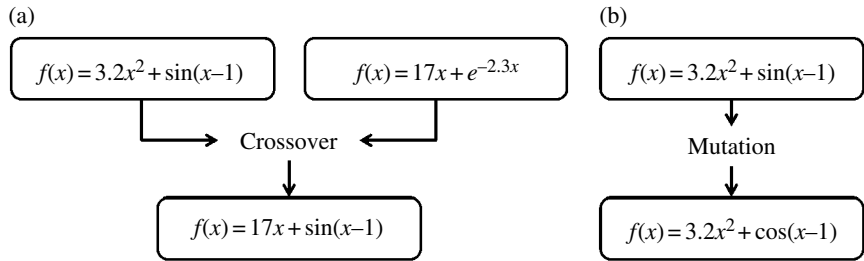 (a)
f(x) = 3.2x² + sin(x–1)
f(x) = 17x + e⁻²·³ˣ
Crossover
f(x) = 17x + sin(x–1)
(b)
f(x) = 3.2x² + sin(x–1)
Mutation
f(x) = 3.2x² + cos(x–1)